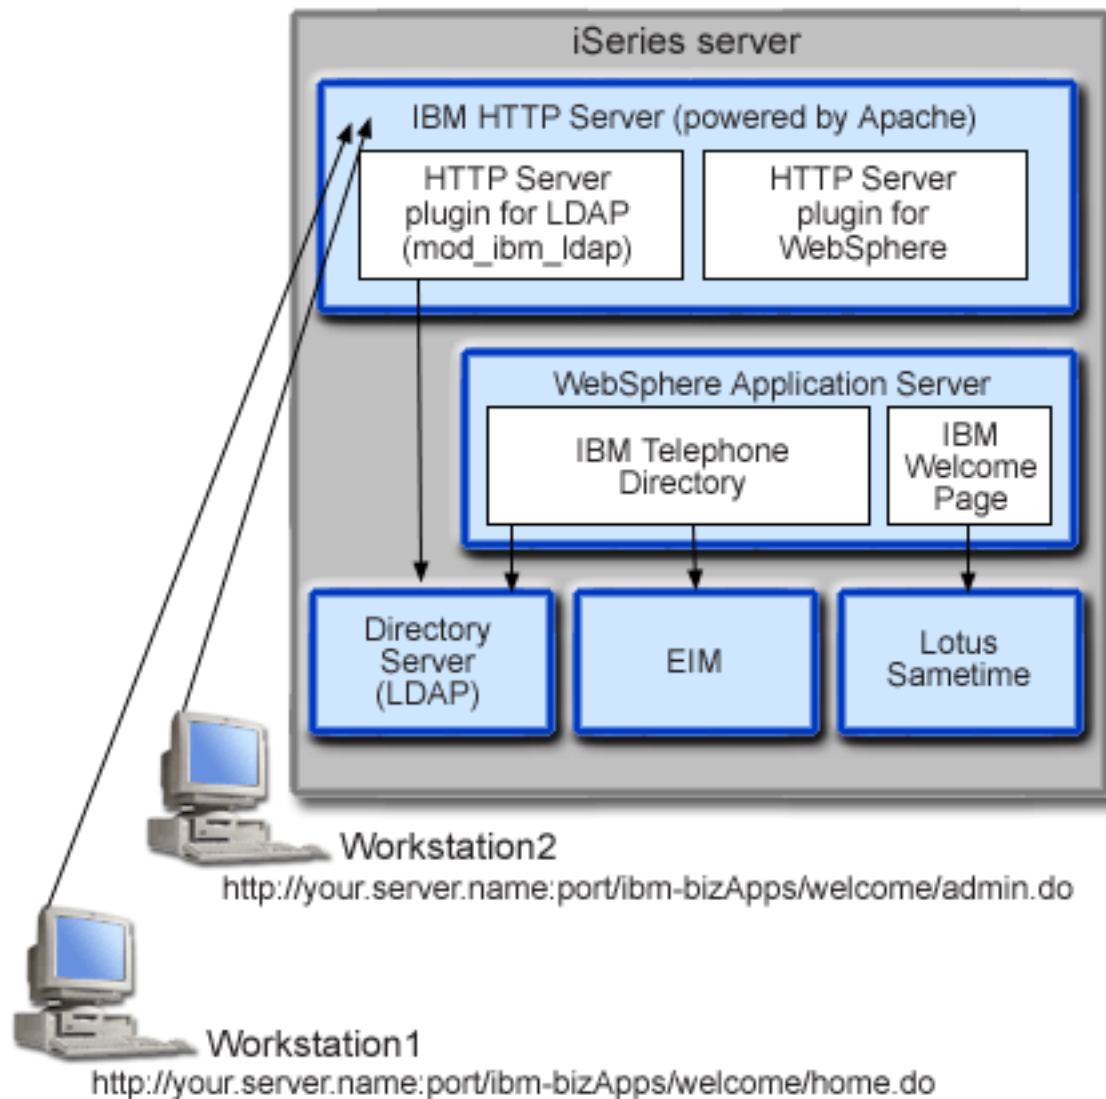 iSeries server
IBM HTTP Server (powered by Apache)
HTTP Server
plugin for LDAP
(mod_ibm_ldap)
HTTP Server
plugin for
WebSphere
WebSphere Application Server
IBM Telephone
Directory
IBM
Welcome
Page
Directory
Server
(LDAP)
EIM
Lotus
Sametime
Workstation2
http://your.server.name:port/ibm-bizApps/welcome/admin.do
Workstation1
http://your.server.name:port/ibm-bizApps/welcome/home.do